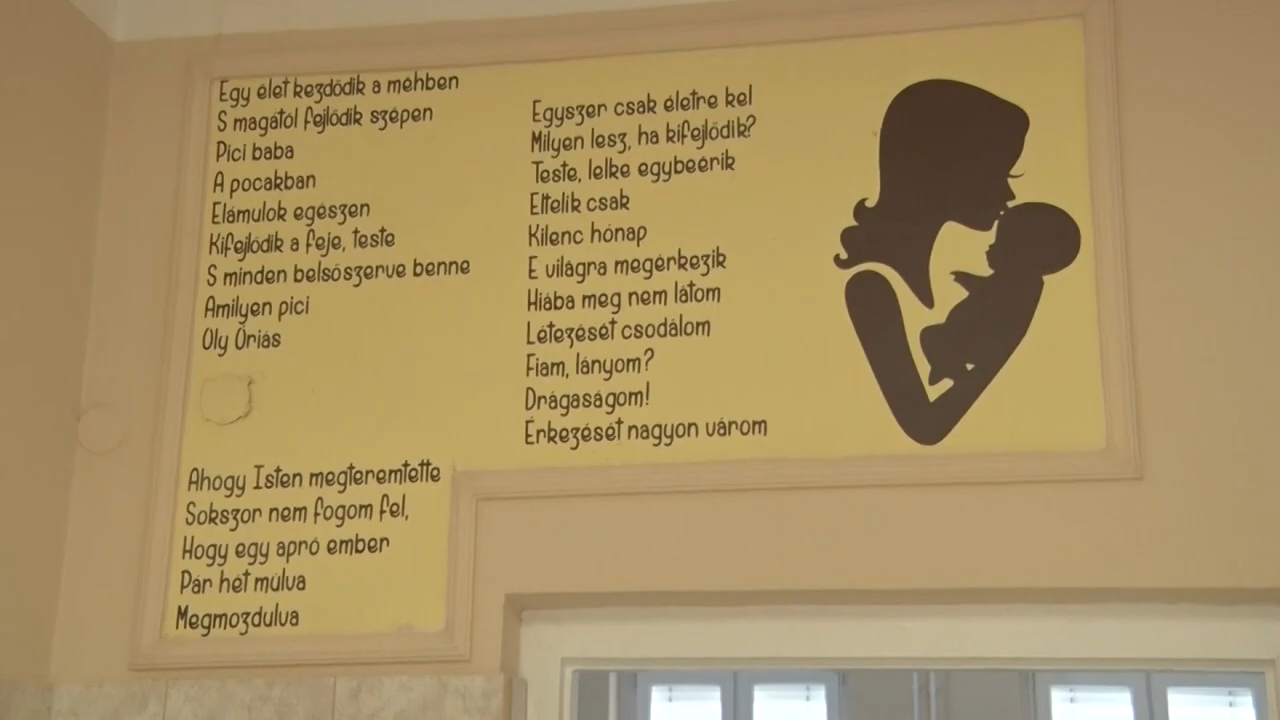 Egy élet kezdődik a méhben
S magától fejlődik szépen
Pici baba
A pocakban
Elámulok egészen
Kifejlődik a feje, teste
S minden belsőszerve benne
Amilyen pici
Oly Óriás
Ahogy Isten megteremtette
Sokszor nem fogom fel,
Hogy egy apró ember
Pár hét múlva
Megmozdulva
Egyszer csak életre kel
Milyen lesz, ha kifejlődik?
Teste, lelke egybeérik
Eltelik csak
Kilenc hónap
E világra megérkezik
Hiába meg nem látom
Létezését csodálom
Fiam, lányom?
Drágaságom!
Érkezését nagyon várom